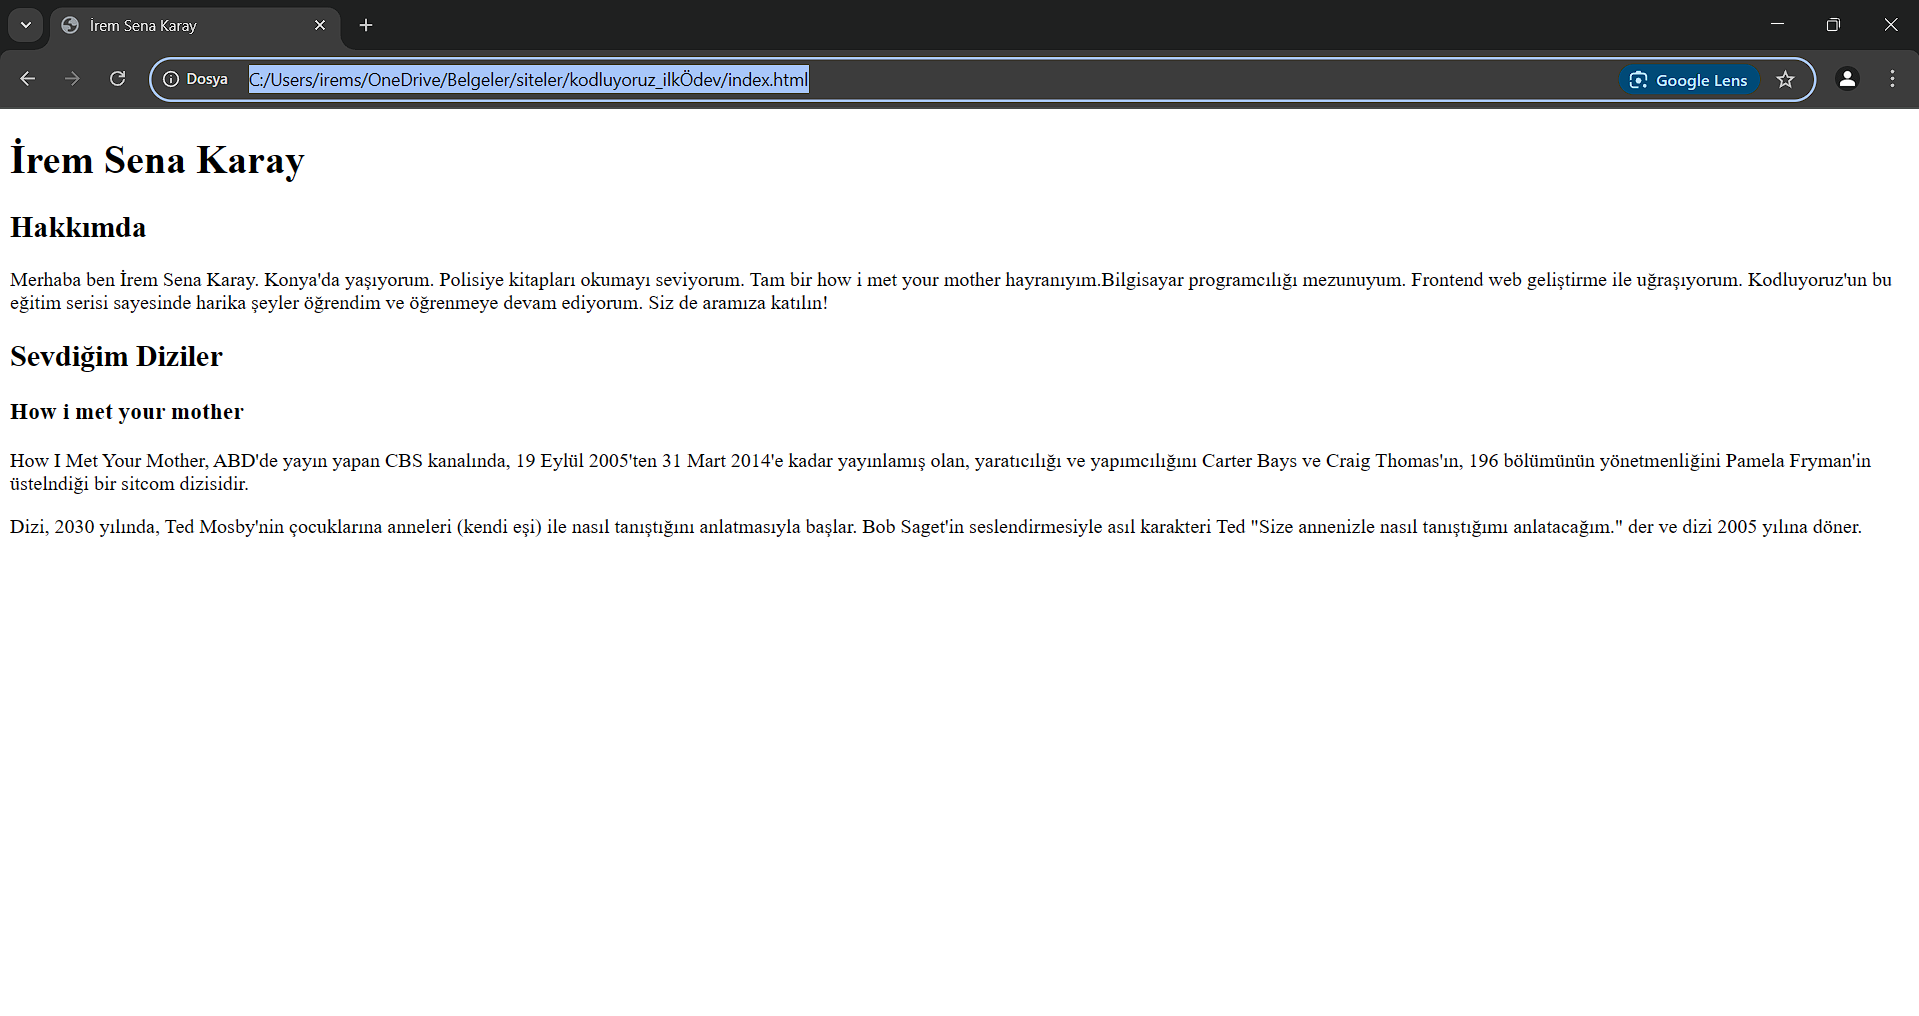 İrem Sena Karay
Dosya C:/Users/irems/OneDrive/Belgeler/siteler/kodluyoruz_ilkÖdev/index.html Google Lens
İrem Sena Karay
Hakkımda
Merhaba ben İrem Sena Karay. Konya'da yaşıyorum. Polisiye kitapları okumayı seviyorum. Tam bir how i met your mother hayranıyım.Bilgisayar programcılığı mezunuyum. Frontend web geliştirme ile uğraşıyorum. Kodluyoruz'un bu
eğitim serisi sayesinde harika şeyler öğrendim ve öğrenmeye devam ediyorum. Siz de aramıza katılın!
Sevdiğim Diziler
How i met your mother
How I Met Your Mother, ABD'de yayın yapan CBS kanalında, 19 Eylül 2005'ten 31 Mart 2014'e kadar yayınlamış olan, yaratıcılığı ve yapımcılığını Carter Bays ve Craig Thomas'ın, 196 bölümünün yönetmenliğini Pamela Fryman'in
üstelndiği bir sitcom dizisidir.
Dizi, 2030 yılında, Ted Mosby'nin çocuklarına anneleri (kendi eşi) ile nasıl tanıştığını anlatmasıyla başlar. Bob Saget'in seslendirmesiyle asıl karakteri Ted "Size annenizle nasıl tanıştığımı anlatacağım." der ve dizi 2005 yılına döner.